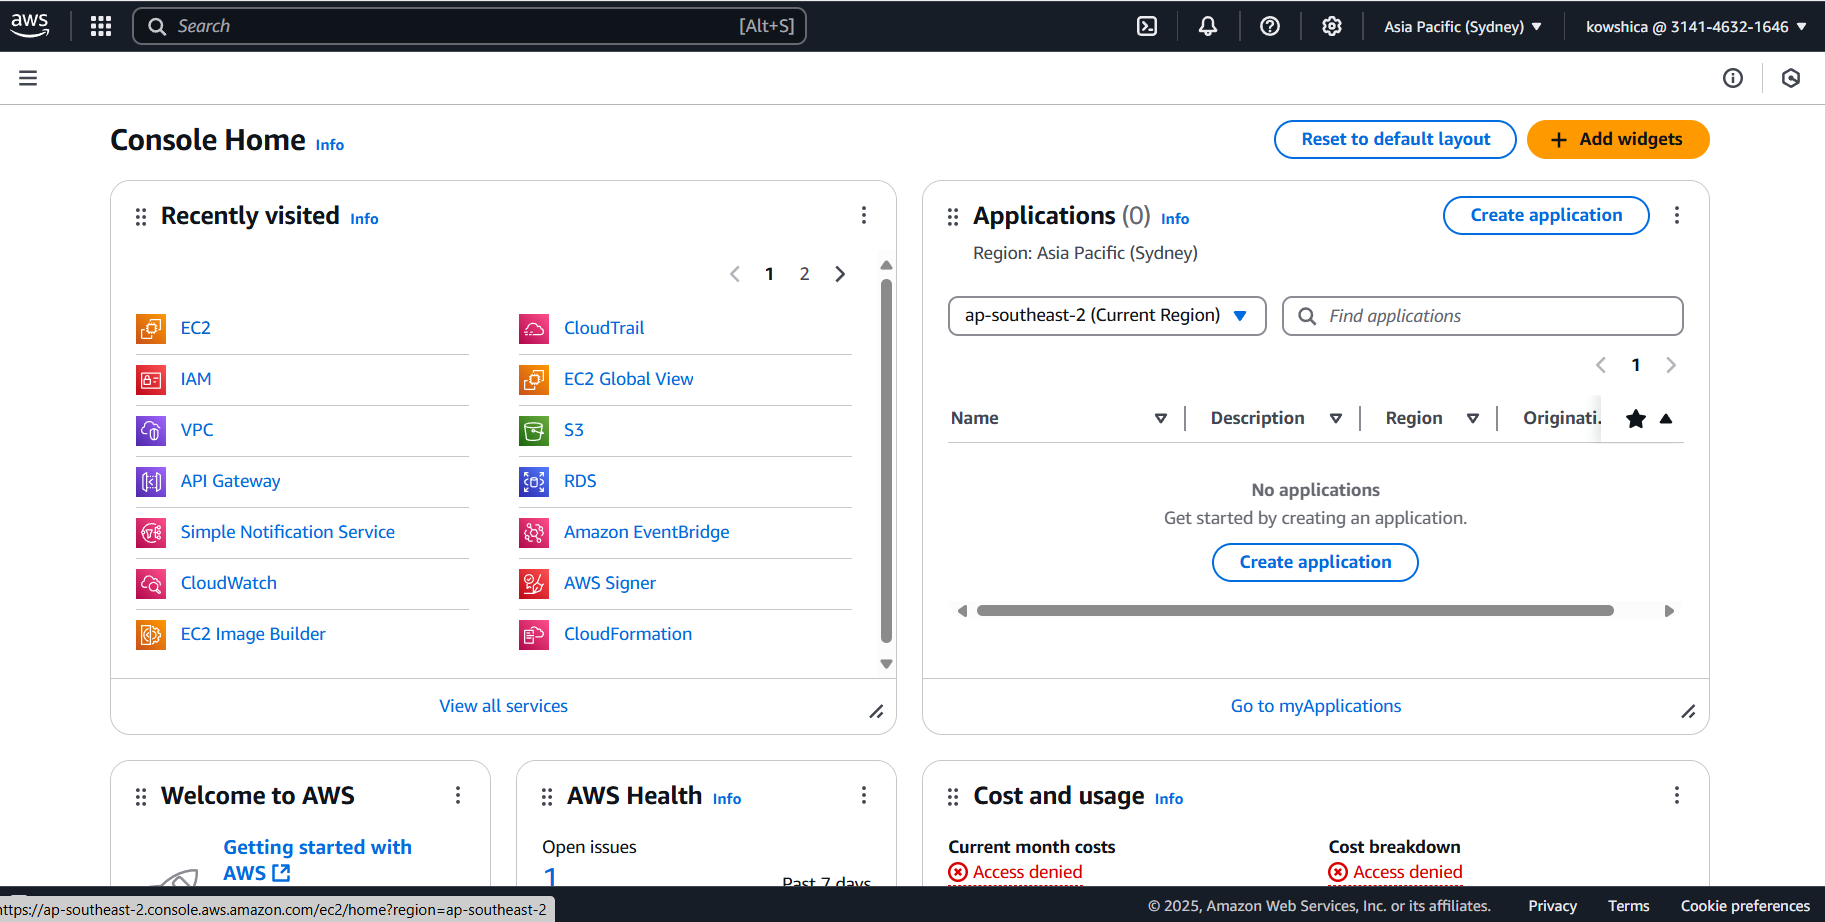 aws
Search [Alt+S]
Asia Pacific (Sydney)
kowshica @ 3141-4632-1646
Console Home Info
Reset to default layout
Add widgets
Recently visited Info
1 2
EC2
CloudTrail
IAM
EC2 Global View
VPC
S3
API Gateway
RDS
Simple Notification Service
Amazon EventBridge
CloudWatch
AWS Signer
EC2 Image Builder
CloudFormation
View all services
Applications (0) Info
Create application
Region: Asia Pacific (Sydney)
ap-southeast-2 (Current Region)
Find applications
1
Name Description Region Originati.
No applications
Get started by creating an application.
Create application
Go to myApplications
Welcome to AWS
Getting started with
AWS
AWS Health Info
Open issues
1
Past 7 days
Cost and usage Info
Current month costs
Access denied
Cost breakdown
Access denied
https://ap-southeast-2.console.aws.amazon.com/ec2/home?region=ap-southeast-2
© 2025, Amazon Web Services, Inc. or its affiliates. Privacy Terms Cookie preferences